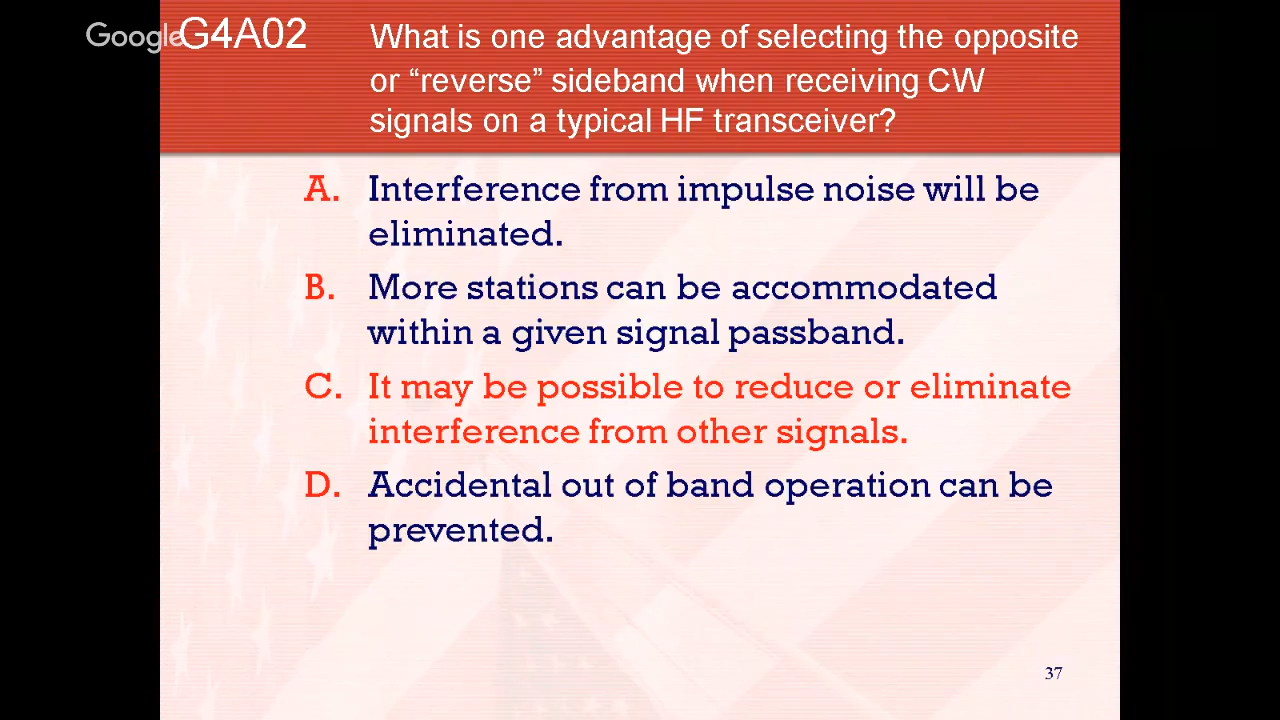 Google
G4A02
What is one advantage of selecting the opposite
or “reverse” sideband when receiving CW
signals on a typical HF transceiver?
A. Interference from impulse noise will be
eliminated.
B. More stations can be accommodated
within a given signal passband.
C. It may be possible to reduce or eliminate
interference from other signals.
D. Accidental out of band operation can be
prevented.
37